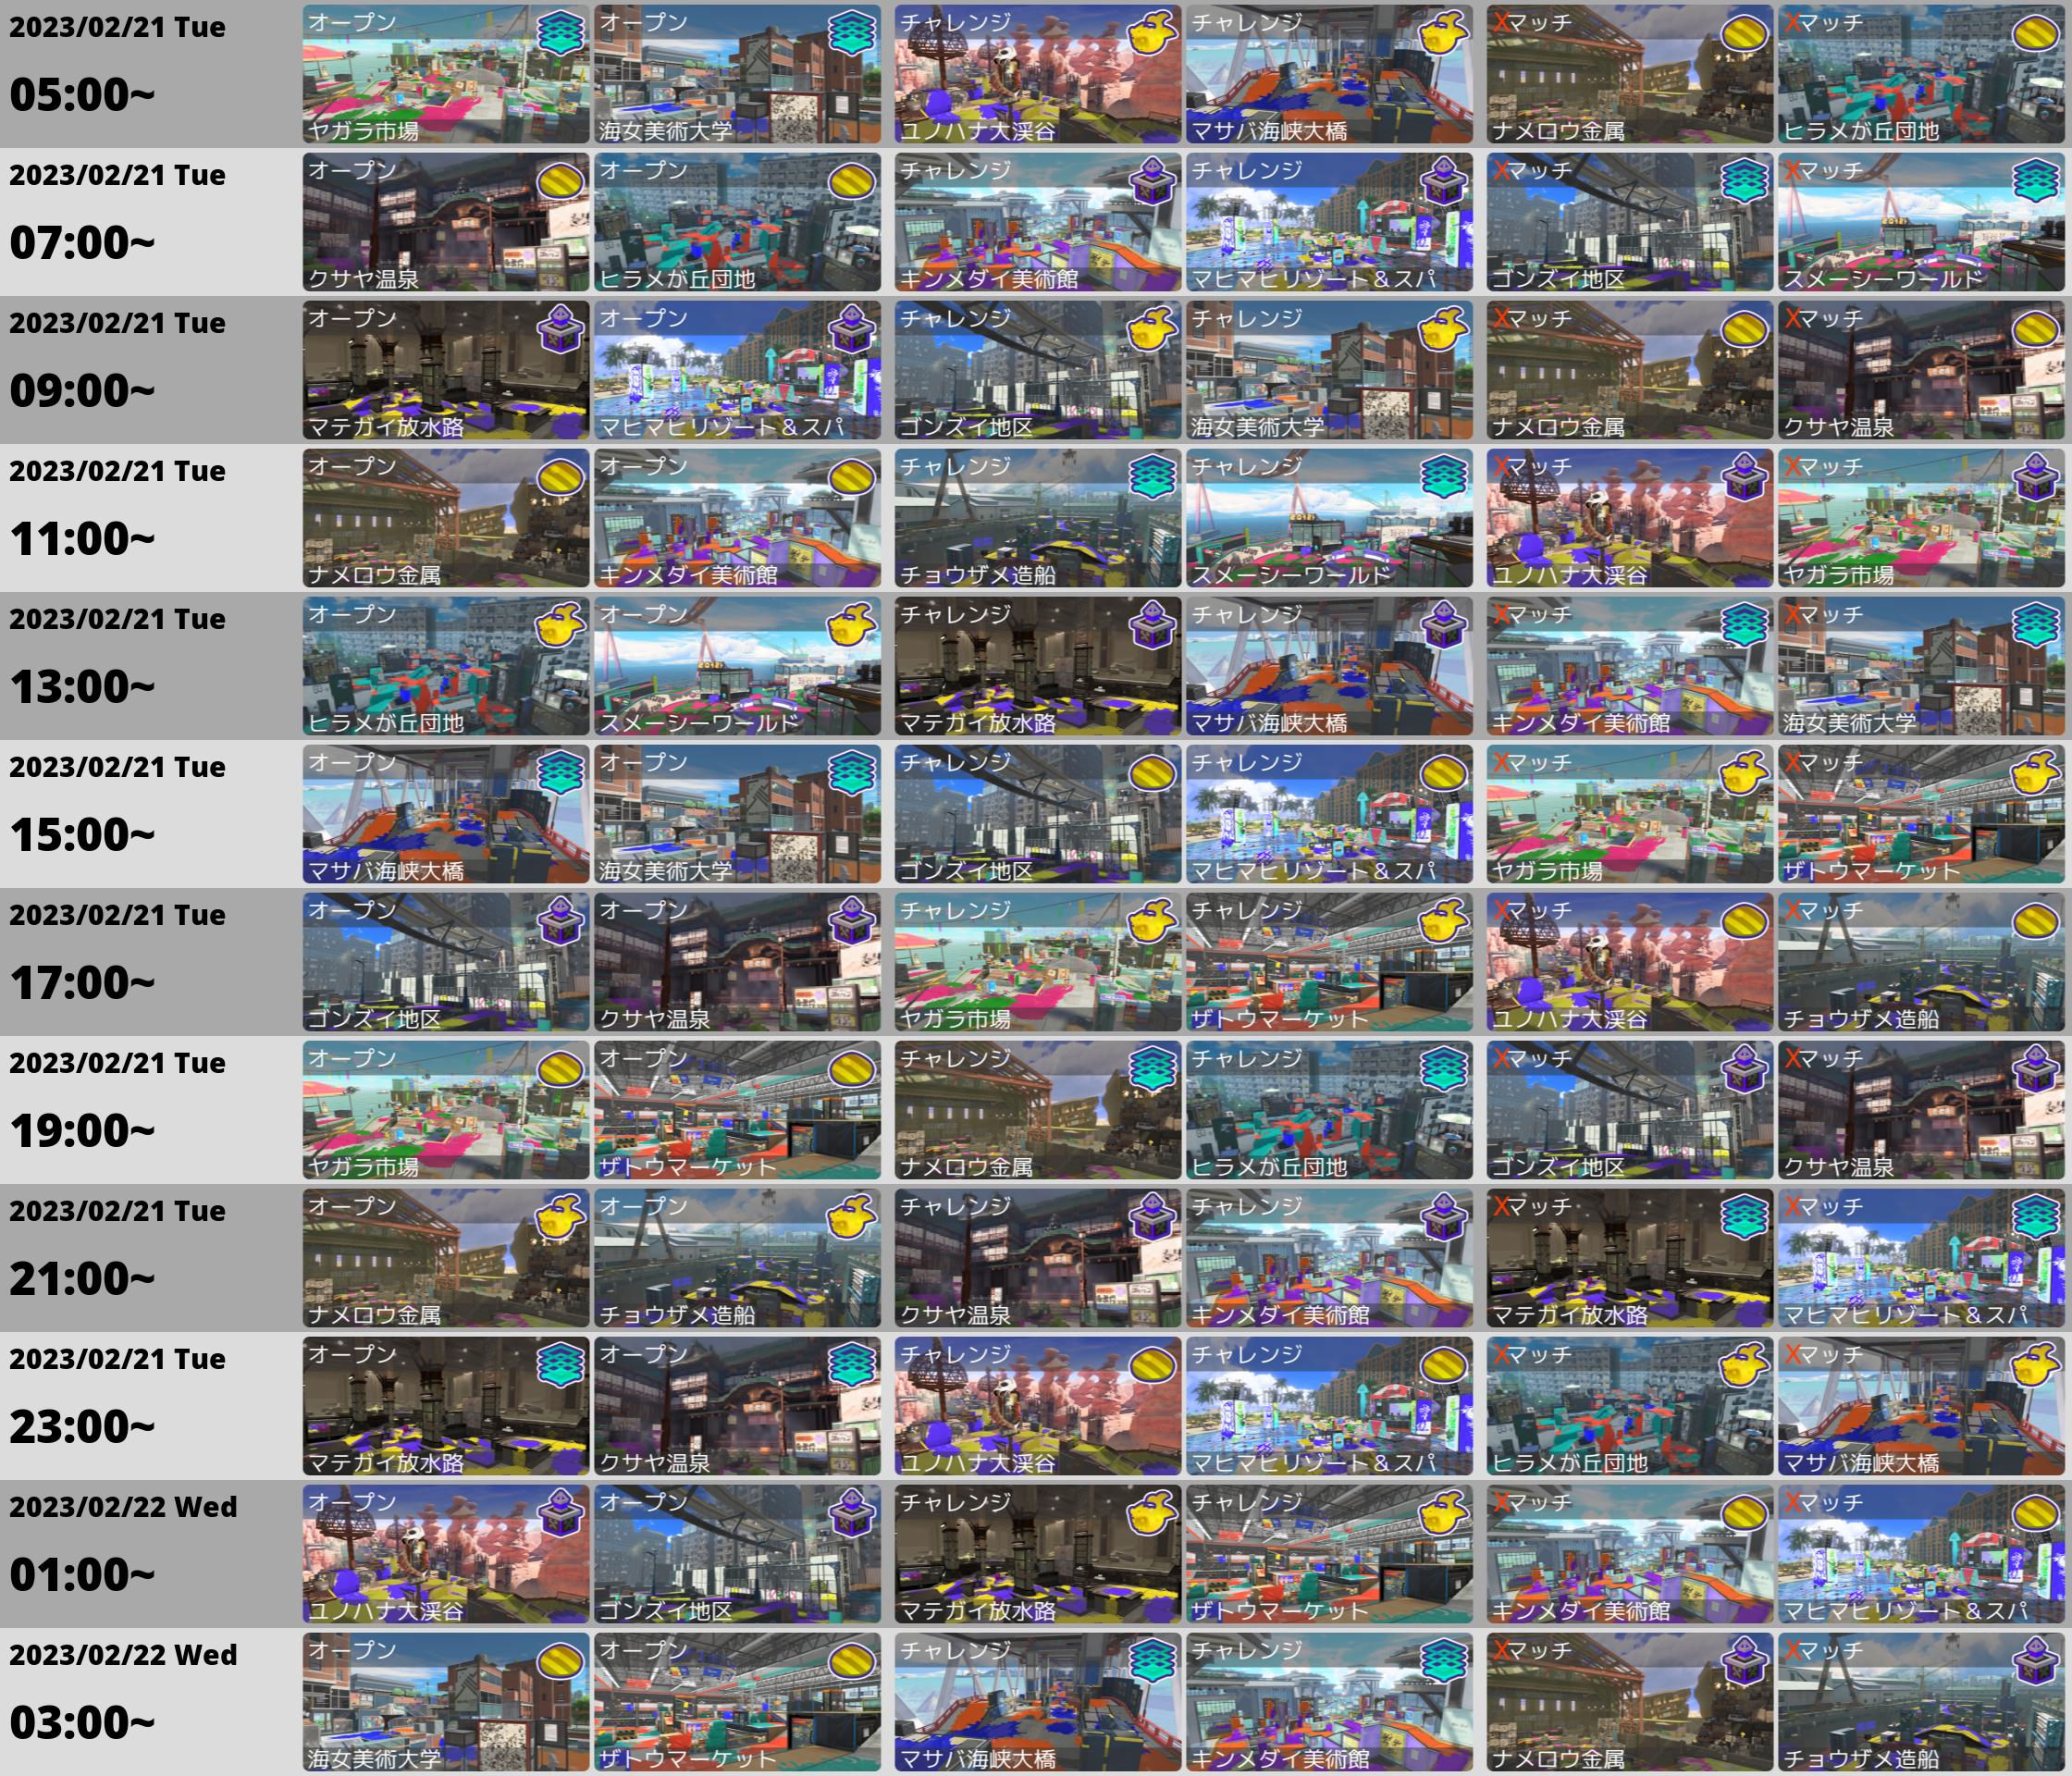 2023/02/21 Tue
05:00~
オープン オープン チャレンジ チャレンジ Xマッチ Xマッチ
ヤガラ市場 海女美術大学 ユノハナ大渓谷 マサバ海峡大橋 ナメロウ金属 ヒラメが丘団地
2023/02/21 Tue
07:00~
オープン オープン チャレンジ チャレンジ Xマッチ Xマッチ
クサヤ温泉 ヒラメが丘団地 キンメダイ美術館 マヒマヒリゾート＆スパ ゴンズイ地区 スメーシーワールド
2023/02/21 Tue
09:00~
オープン オープン チャレンジ チャレンジ Xマッチ Xマッチ
マテガイ放水路 マヒマヒリゾート＆スパ ゴンズイ地区 海女美術大学 ナメロウ金属 クサヤ温泉
2023/02/21 Tue
11:00~
オープン オープン チャレンジ チャレンジ Xマッチ Xマッチ
ナメロウ金属 キンメダイ美術館 チョウザメ造船 スメーシーワールド ユノハナ大渓谷 ヤガラ市場
2023/02/21 Tue
13:00~
オープン オープン チャレンジ チャレンジ Xマッチ Xマッチ
ヒラメが丘団地 スメーシーワールド マテガイ放水路 マサバ海峡大橋 キンメダイ美術館 海女美術大学
2023/02/21 Tue
15:00~
オープン オープン チャレンジ チャレンジ Xマッチ Xマッチ
マサバ海峡大橋 海女美術大学 ゴンズイ地区 マヒマヒリゾート＆スパ ヤガラ市場 ザトウマーケット
2023/02/21 Tue
17:00~
オープン オープン チャレンジ チャレンジ Xマッチ Xマッチ
ゴンズイ地区 クサヤ温泉 ヤガラ市場 ザトウマーケット ユノハナ大渓谷 チョウザメ造船
2023/02/21 Tue
19:00~
オープン オープン チャレンジ チャレンジ Xマッチ Xマッチ
ヤガラ市場 ザトウマーケット ナメロウ金属 ヒラメが丘団地 ゴンズイ地区 クサヤ温泉
2023/02/21 Tue
21:00~
オープン オープン チャレンジ チャレンジ Xマッチ Xマッチ
ナメロウ金属 チョウザメ造船 クサヤ温泉 キンメダイ美術館 マテガイ放水路 マヒマヒリゾート＆スパ
2023/02/21 Tue
23:00~
オープン オープン チャレンジ チャレンジ Xマッチ Xマッチ
マテガイ放水路 クサヤ温泉 ユノハナ大渓谷 マヒマヒリゾート＆スパ ヒラメが丘団地 マサバ海峡大橋
2023/02/22 Wed
01:00~
オープン オープン チャレンジ チャレンジ Xマッチ Xマッチ
ユノハナ大渓谷 ゴンズイ地区 マテガイ放水路 ザトウマーケット キンメダイ美術館 マヒマヒリゾート＆スパ
2023/02/22 Wed
03:00~
オープン オープン チャレンジ チャレンジ Xマッチ Xマッチ
海女美術大学 ザトウマーケット マサバ海峡大橋 キンメダイ美術館 ナメロウ金属 チョウザメ造船